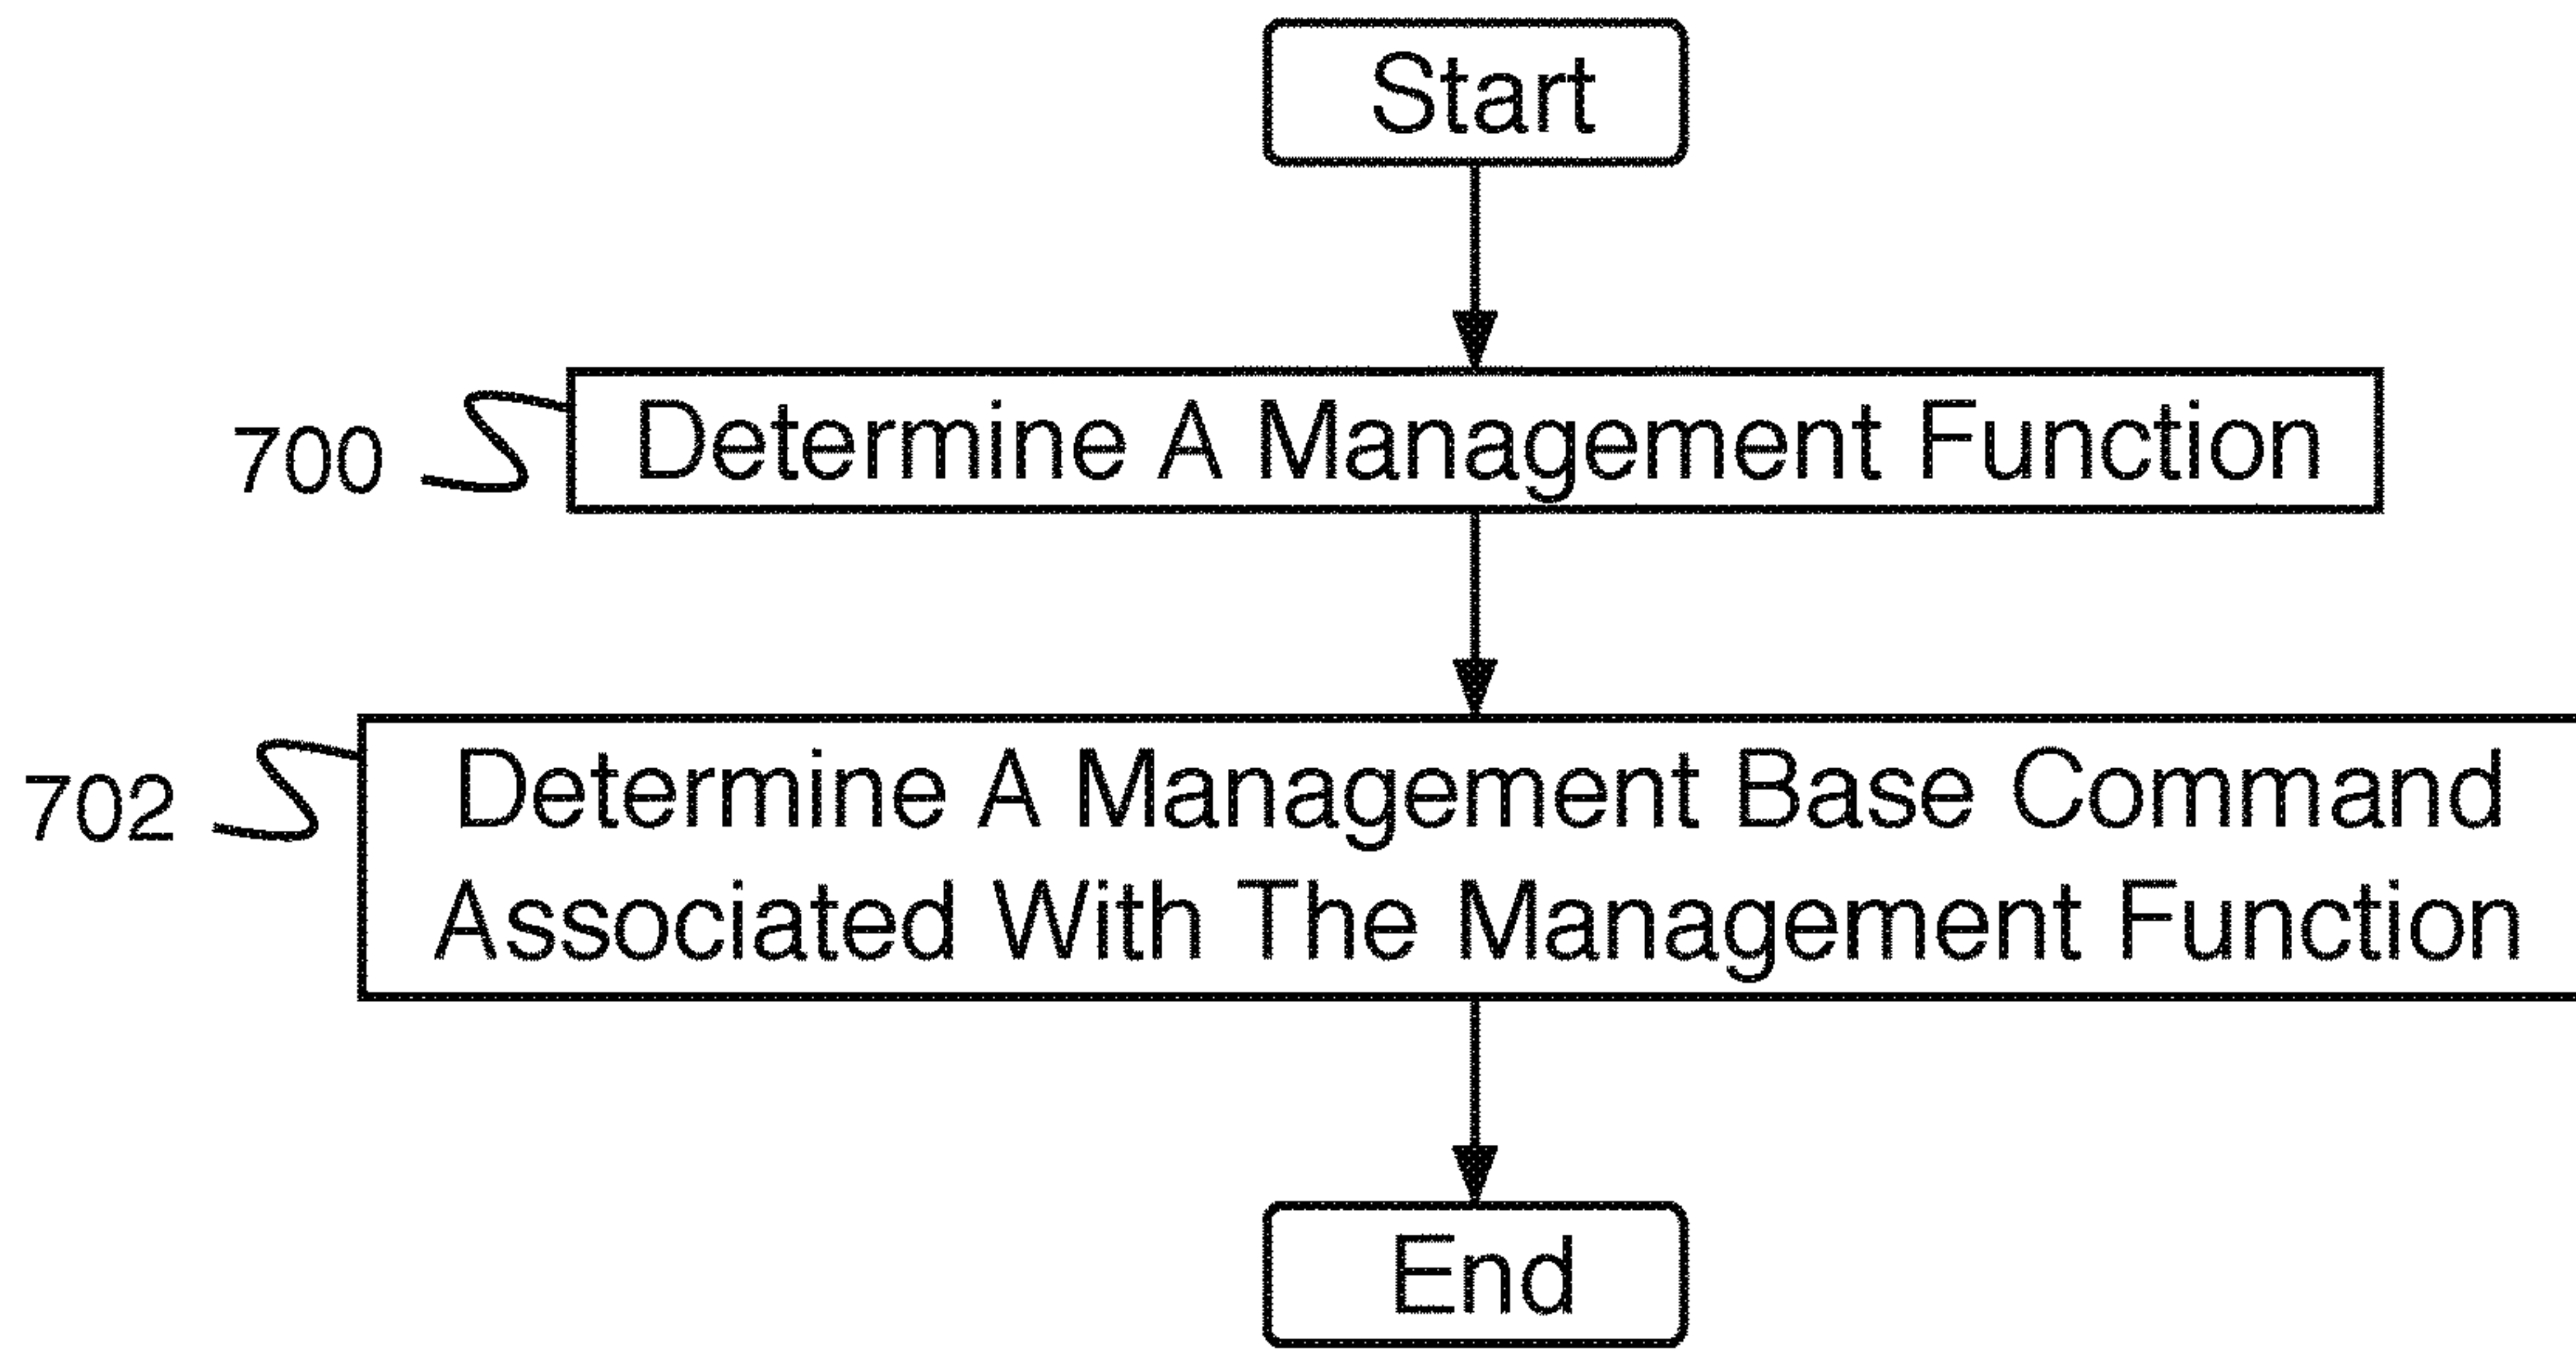 Start
700
Determine A Management Function
702
Determine A Management Base Command
Associated With The Management Function
End